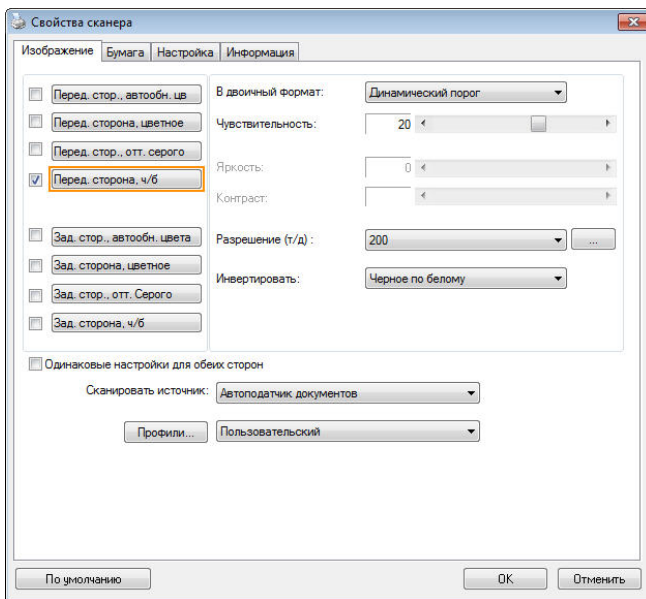 Свойства сканера
Изображение Бумага Настройка Информация
Перед. стор., автообн. цв
Перед. сторона, цветное
Перед. стор., отт. серого
Перед. сторона, ч/б
Зад. стор., автообн. цвета
Зад. сторона, цветное
Зад. стор., отт. Серого
Зад. сторона, ч/б
В двоичный формат: Динамический порог
Чувствительность: 20
Яркость: 0
Контраст:
Разрешение (т/д) : 200 ...
Инвертировать: Черное по белому
Одинаковые настройки для обеих сторон
Сканировать источник: Автоподатчик документов
Профили... Пользовательский
По умолчанию OK Отменить